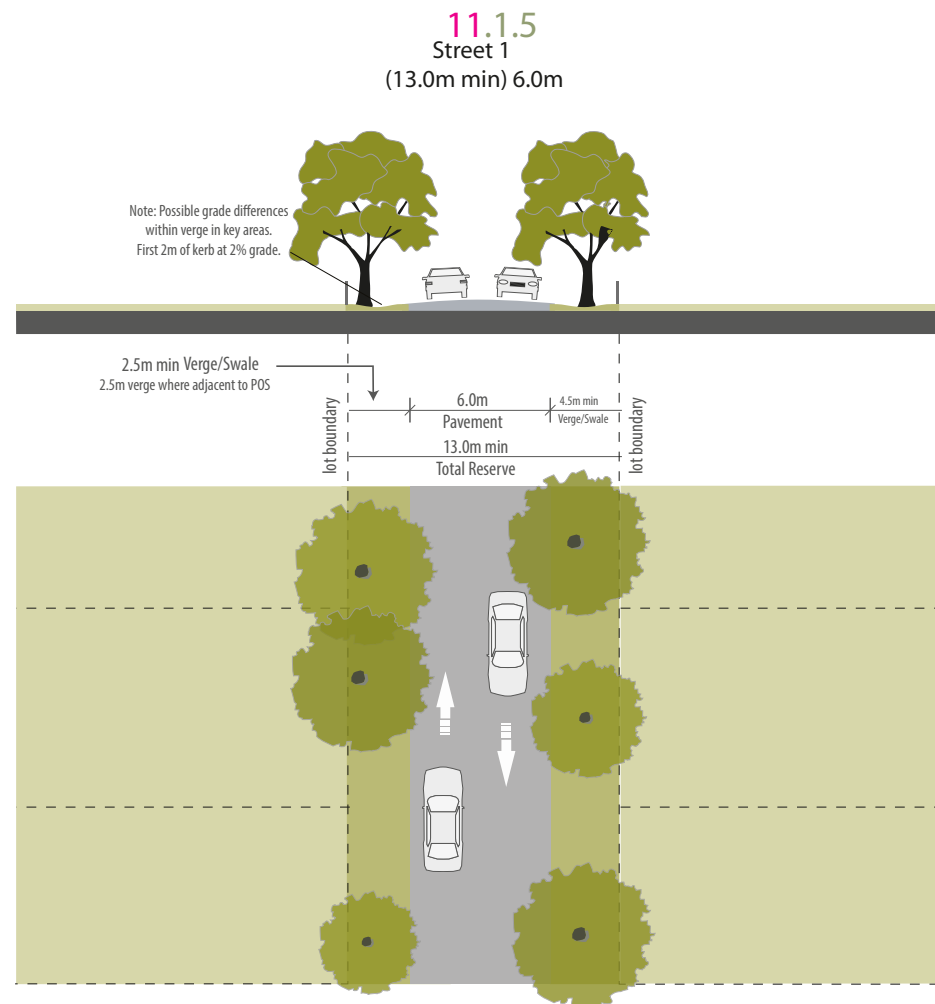 11.1.5
Street 1
(13.0m min) 6.0m
Note: Possible grade differences
within verge in key areas.
First 2m of kerb at 2% grade.
2.5m min Verge/Swale
2.5m verge where adjacent to POS
lot boundary
6.0m
Pavement
4.5m min
Verge/Swale
13.0m min
Total Reserve
lot boundary